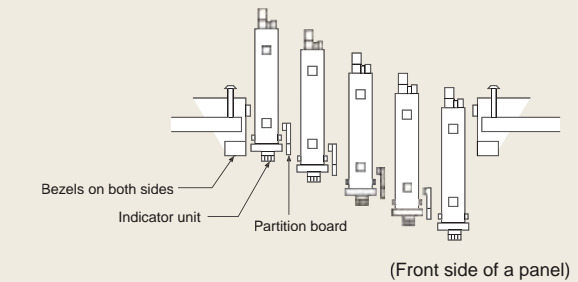 Bezels on both sides
Indicator unit
Partition board
(Front side of a panel)